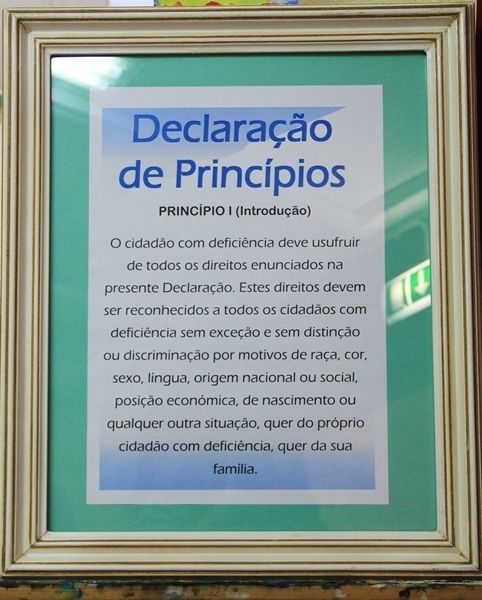 Declaração
de Princípios
PRINCÍPIO I (Introdução)
O cidadão com deficiência deve usufruir
de todos os direitos enunciados na
presente Declaração. Estes direitos devem
ser reconhecidos a todos os cidadãos com
deficiência sem exceção e sem distinção
ou discriminação por motivos de raça, cor,
sexo, língua, origem nacional ou social,
posição económica, de nascimento ou
qualquer outra situação, quer do próprio
cidadão com deficiência, quer da sua
família.